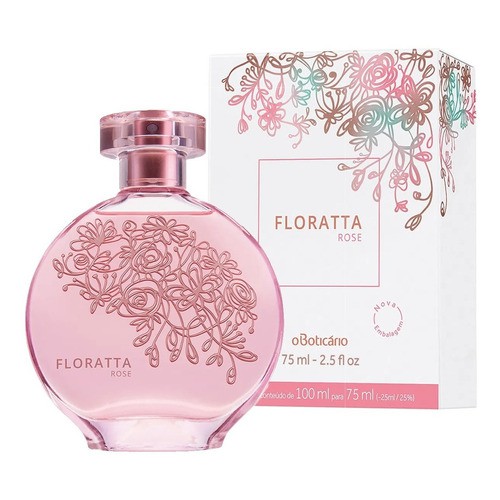 FLORATTA
ROSE
FLORATTA
ROSE
Nova
Embalagem
oBoticário
75 ml - 2.5 fl oz
conteúdo de 100 ml para 75 ml (-25ml / 25%)